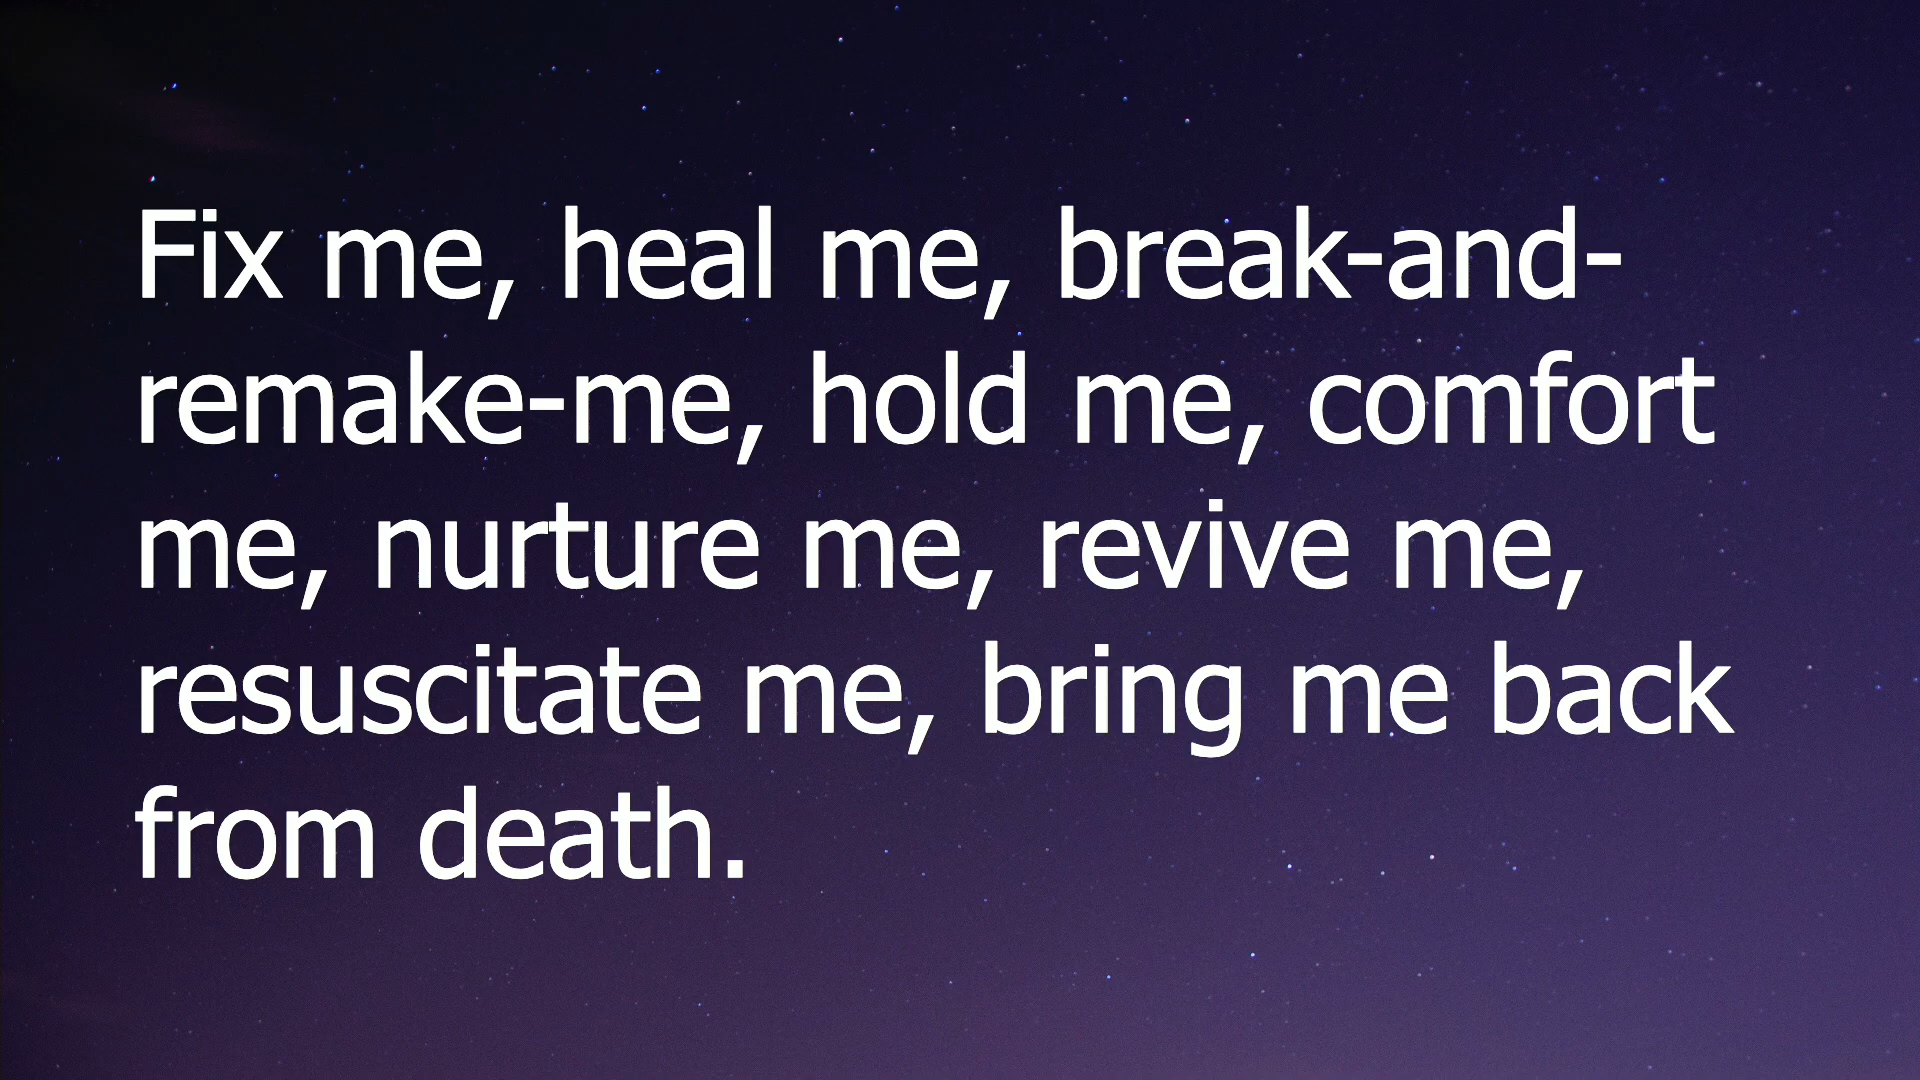 Fix me, heal me, break-and-
remake-me, hold me, comfort
me, nurture me, revive me,
resuscitate me, bring me back
from death.